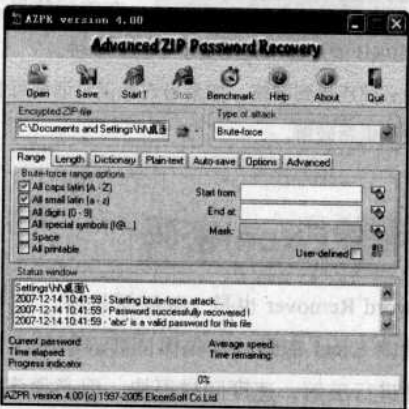 AZPR version 4.00
Advanced ZIP Password Recovery
Open Save Start! Stop Benchmark Help About Quit
Encrypted ZIP-file
Type of attack
C:\Documents and Settings\hl\桌面
Brute-force
Range Length Dictionary Plain-text Auto-save Options Advanced
Brute-force range options
All caps latin (A - Z)
All small latin (a - z)
All digits (0 - 9)
All special symbols (!@...)
Space
All printable
Start from:
End at:
Mask:
User-defined
Status window
Settings\hl\桌面\
2007-12-14 10:41:59 - Starting brute-force attack...
2007-12-14 10:41:59 - Password successfully recovered !
2007-12-14 10:41:59 - 'abc' is a valid password for this file
Current password:
Average speed:
Time elapsed:
Time remaining:
Progress indicator
0%
AZPR version 4.00 (c) 1997-2005 ElcomSoft Co.Ltd.